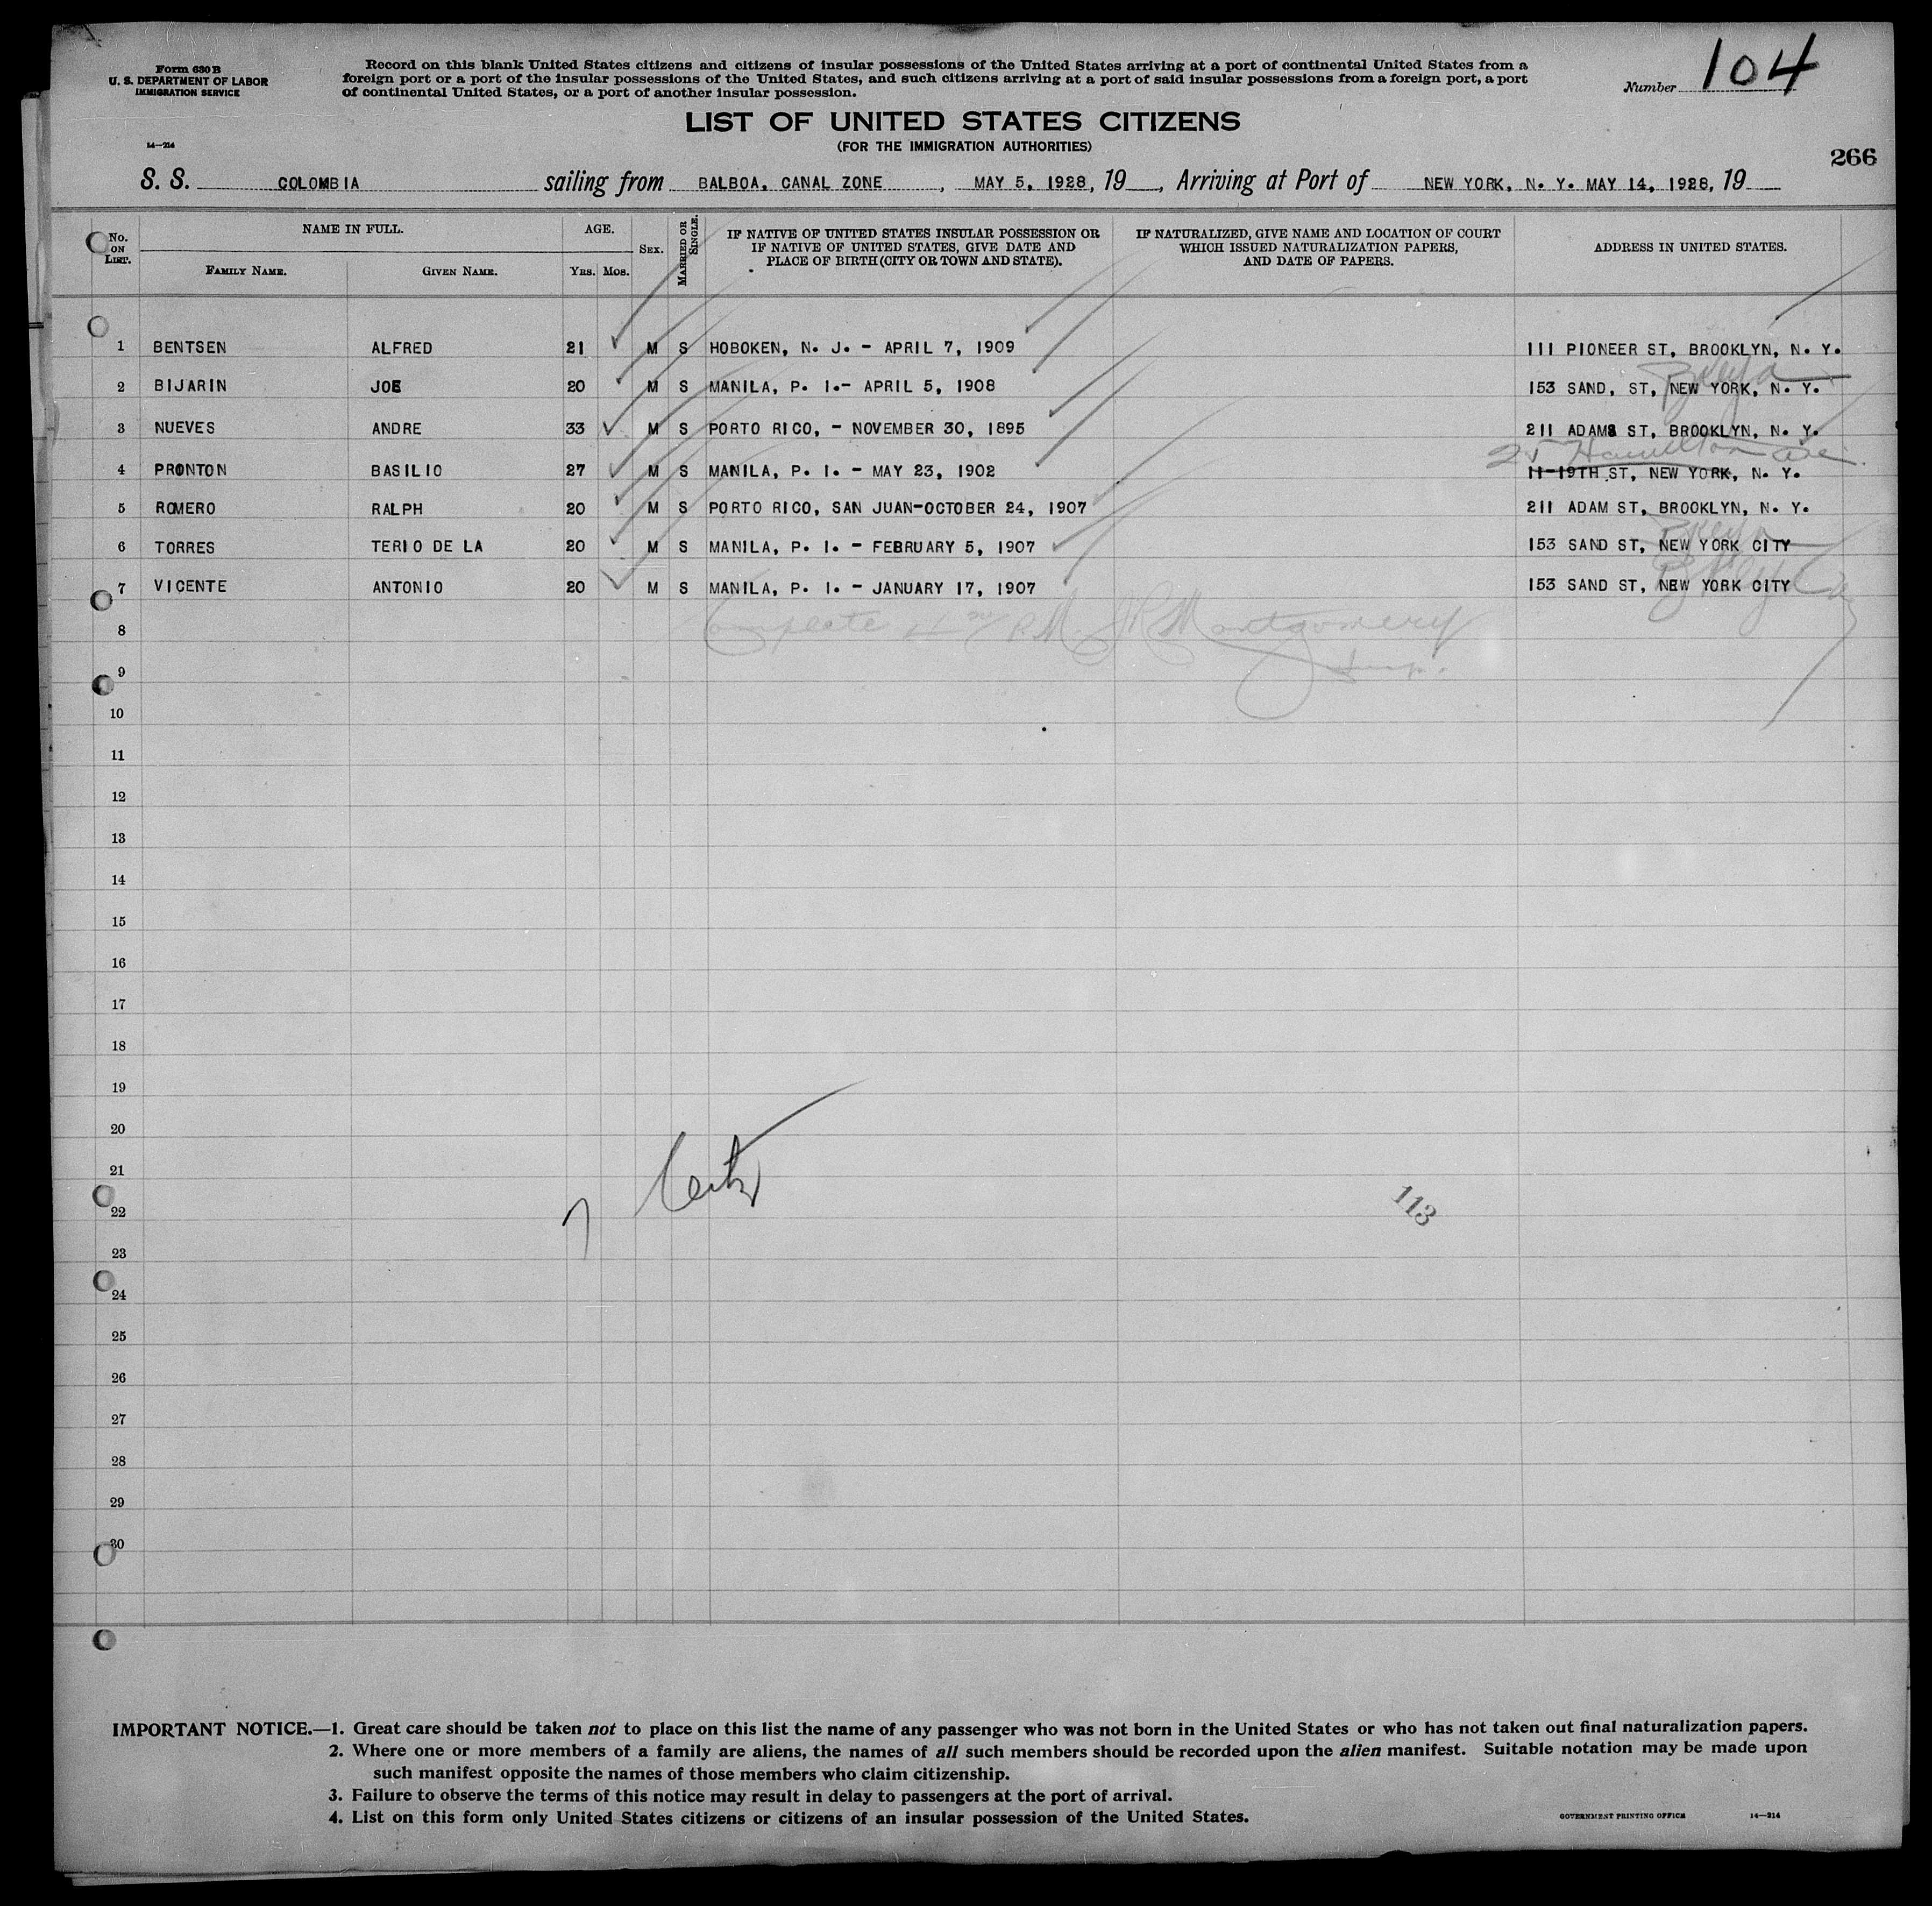 Form 630 B
U. S. DEPARTMENT OF LABOR
IMMIGRATION SERVICE
14—214
Record on this blank United States citizens and citizens of insular possessions of the United States arriving at a port of continental United States from a
foreign port or a port of the insular possessions of the United States, and such citizens arriving at a port of said insular possessions from a foreign port, a port
of continental United States, or a port of another insular possession.
Number 104
LIST OF UNITED STATES CITIZENS
(FOR THE IMMIGRATION AUTHORITIES)
266
S. S. COLOMBIA sailing from BALBOA, CANAL ZONE, MAY 5, 1928, 19, Arriving at Port of NEW YORK, N. Y. MAY 14, 1928, 19
No. ON LIST. NAME IN FULL. AGE. SEX. MARRIED OR SINGLE. IF NATIVE OF UNITED STATES INSULAR POSSESSION OR IF NATIVE OF UNITED STATES, GIVE DATE AND PLACE OF BIRTH (CITY OR TOWN AND STATE). IF NATURALIZED, GIVE NAME AND LOCATION OF COURT WHICH ISSUED NATURALIZATION PAPERS, AND DATE OF PAPERS. ADDRESS IN UNITED STATES.
FAMILY NAME. GIVEN NAME. YRS. MOS.
1 BENTSEN ALFRED 21 M S HOBOKEN, N. J. - APRIL 7, 1909 111 PIONEER ST, BROOKLYN, N. Y.
Bklyn
2 BIJARIN JOE 20 M S MANILA, P. I.- APRIL 5, 1908 153 SAND, ST, NEW YORK, N. Y.
3 NUEVES ANDRE 33 M S PORTO RICO, - NOVEMBER 30, 1895 211 ADAMS ST, BROOKLYN, N. Y.
25 Hamilton Ave.
4 PRONTON BASILIO 27 M S MANILA, P. I. - MAY 23, 1902 11-19TH ST, NEW YORK, N. Y.
5 ROMERO RALPH 20 M S PORTO RICO, SAN JUAN-OCTOBER 24, 1907 211 ADAM ST, BROOKLYN, N. Y.
Bklyn
6 TORRES TERIO DE LA 20 M S MANILA, P. I. - FEBRUARY 5, 1907 153 SAND ST, NEW YORK CITY
Bklyn
7 VICENTE ANTONIO 20 M S MANILA, P. I. - JANUARY 17, 1907 153 SAND ST, NEW YORK CITY
8 Complete Montgomery
Insp.
9
10
11
12
13
14
15
16
17
18
19
20
21
22
7
113
23
24
25
26
27
28
29
30
IMPORTANT NOTICE.—1. Great care should be taken not to place on this list the name of any passenger who was not born in the United States or who has not taken out final naturalization papers.
2. Where one or more members of a family are aliens, the names of all such members should be recorded upon the alien manifest. Suitable notation may be made upon
such manifest opposite the names of those members who claim citizenship.
3. Failure to observe the terms of this notice may result in delay to passengers at the port of arrival.
4. List on this form only United States citizens or citizens of an insular possession of the United States.
GOVERNMENT PRINTING OFFICE 14—214